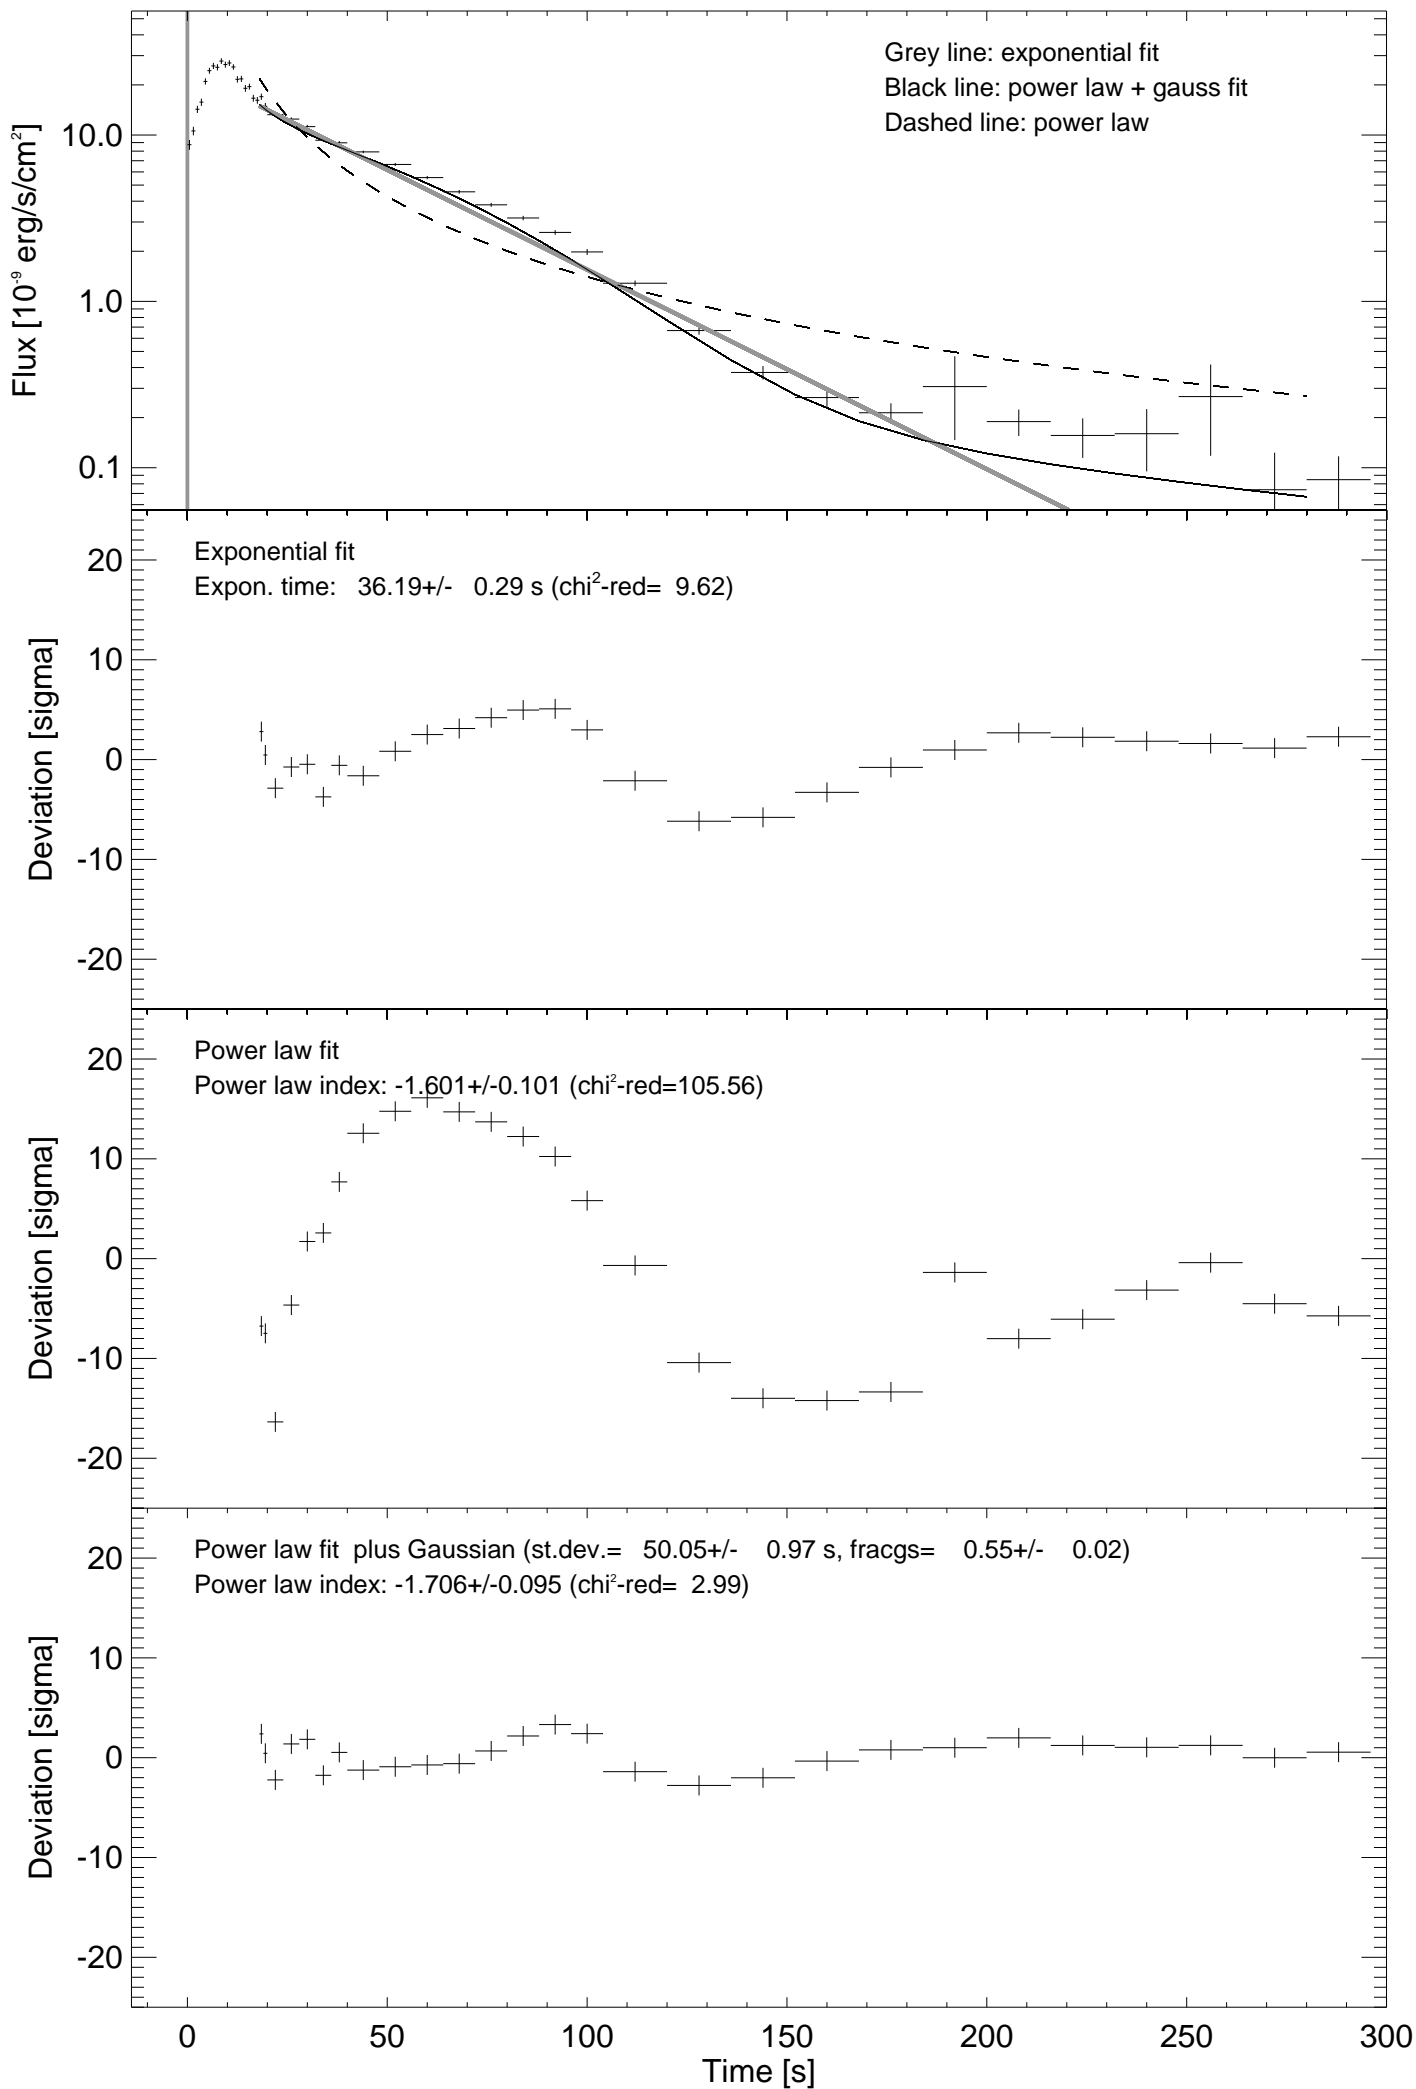 Grey line: exponential fit
Black line: power law + gauss fit
Dashed line: power law
10.0
1.0
0.1
Flux [10⁻⁹ erg/s/cm²]
Exponential fit
Expon. time: 36.19+/- 0.29 s (chi²-red= 9.62)
20
10
0
-10
-20
Deviation [sigma]
Power law fit
Power law index: -1.601+/-0.101 (chi²-red=105.56)
20
10
0
-10
-20
Deviation [sigma]
Power law fit plus Gaussian (st.dev.= 50.05+/- 0.97 s, fracgs= 0.55+/- 0.02)
Power law index: -1.706+/-0.095 (chi²-red= 2.99)
20
10
0
-10
-20
Deviation [sigma]
0 50 100 150 200 250 300
Time [s]